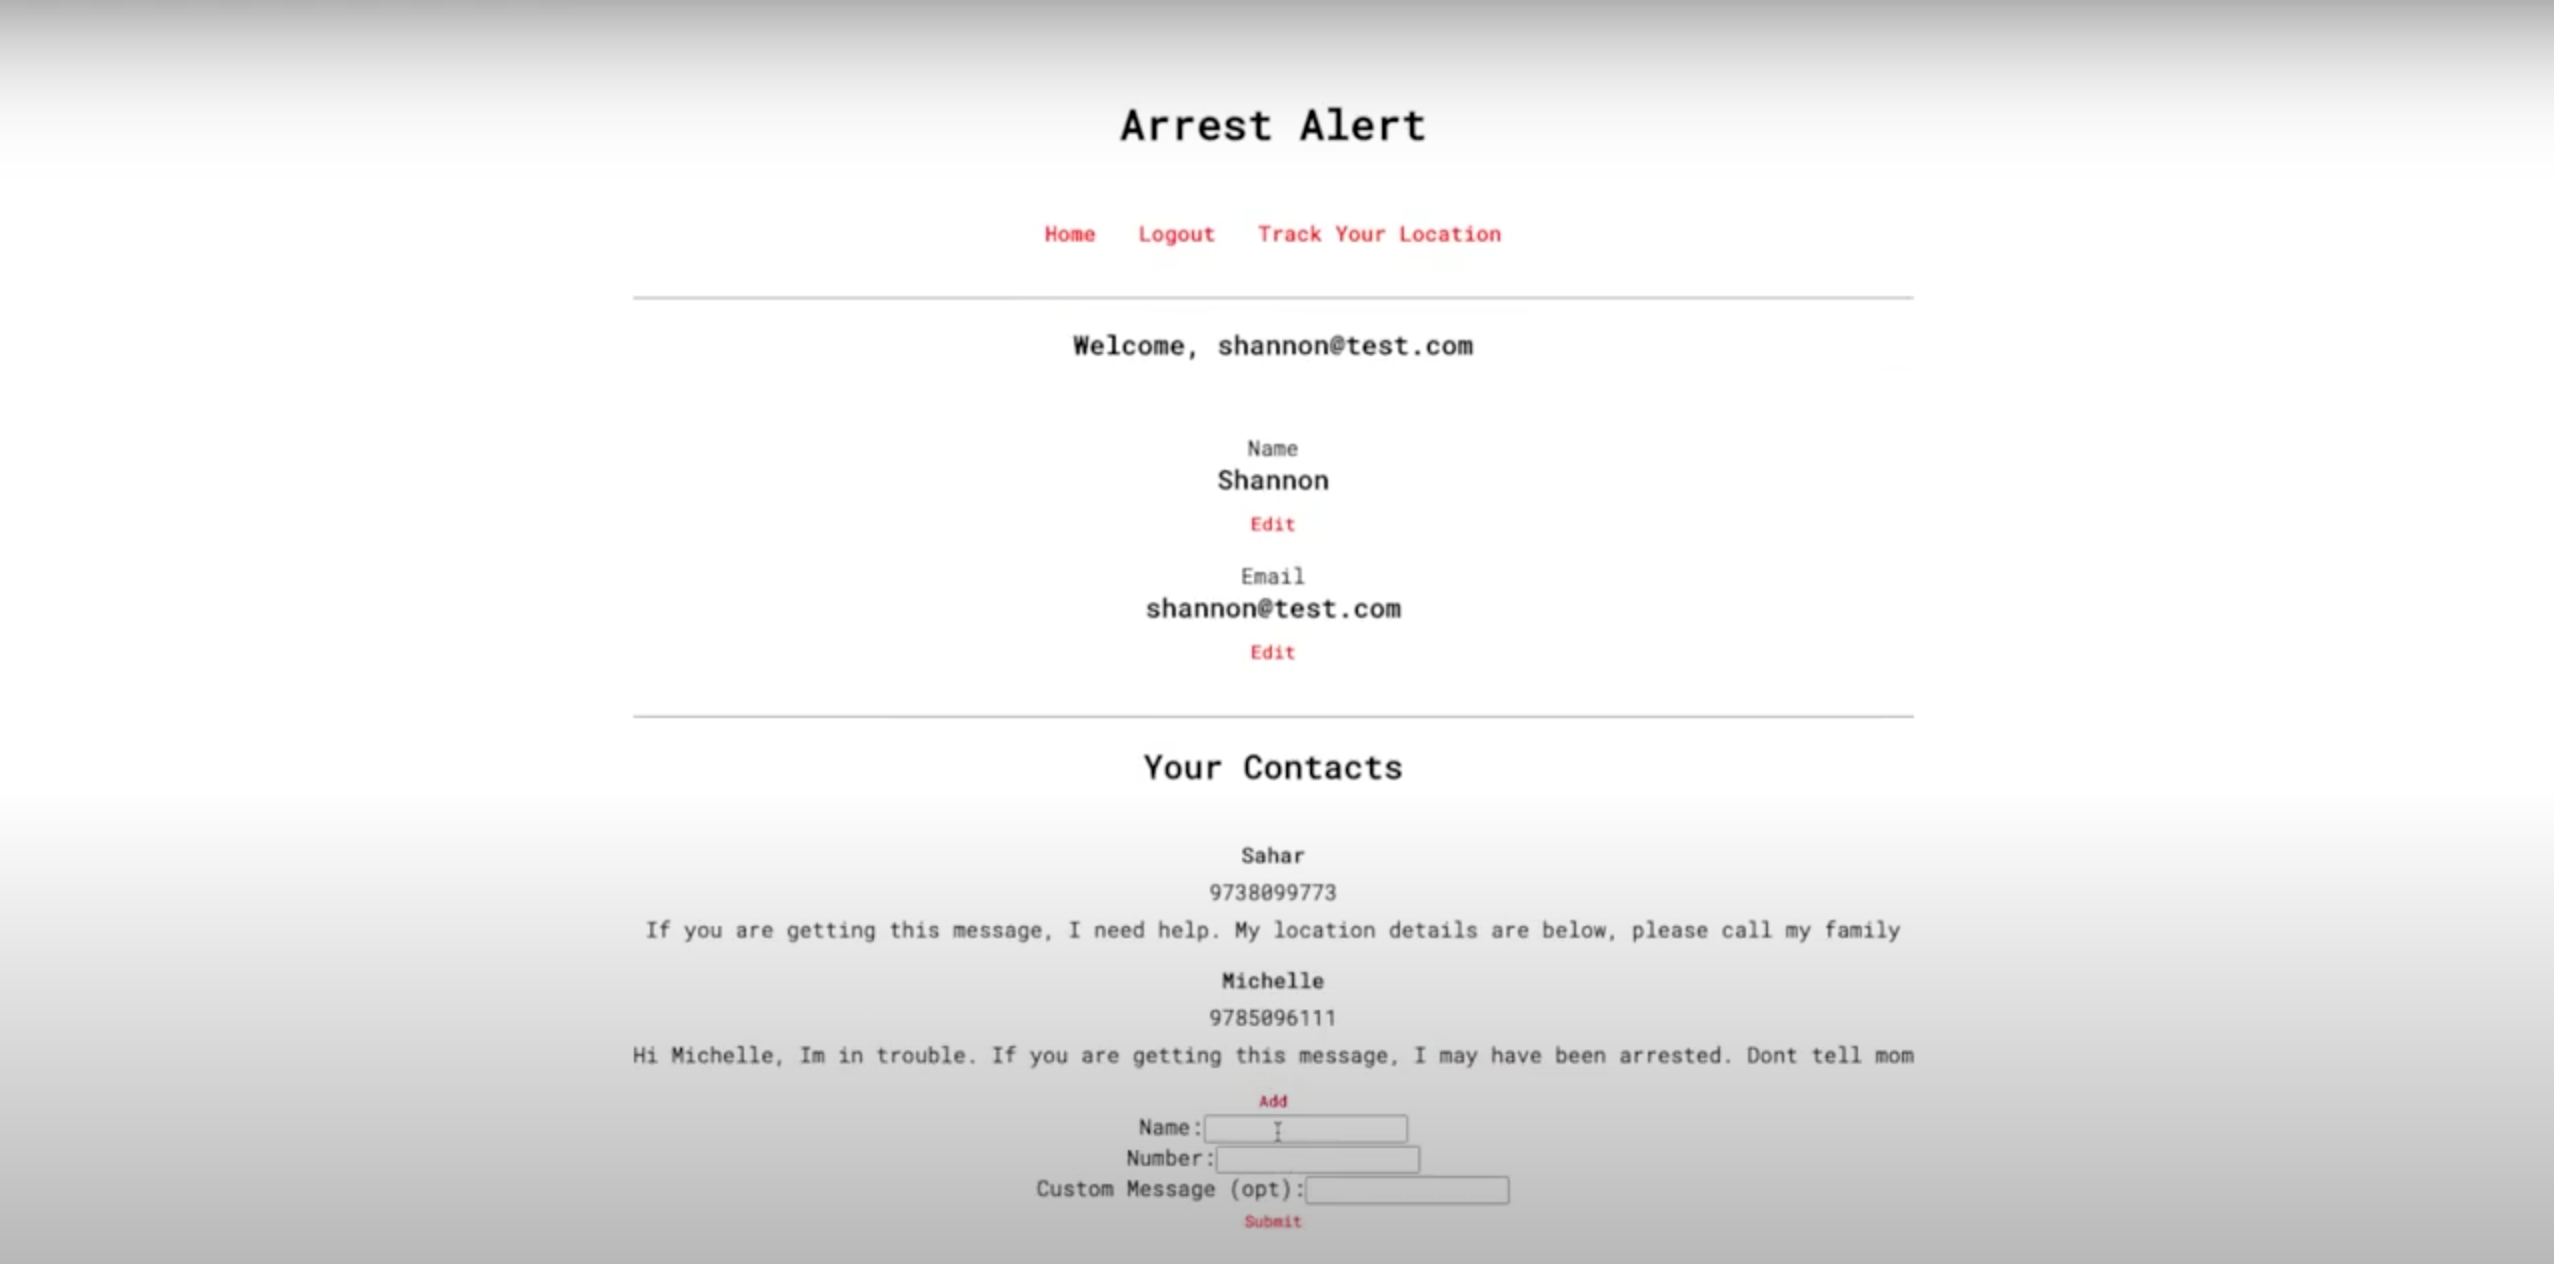 Arrest Alert
Home Logout Track Your Location
Welcome, shannon@test.com
Name
Shannon
Edit
Email
shannon@test.com
Edit
Your Contacts
Sahar
9738099773
If you are getting this message, I need help. My location details are below, please call my family
Michelle
9785096111
Hi Michelle, Im in trouble. If you are getting this message, I may have been arrested. Dont tell mom
Add
Name:
Number:
Custom Message (opt):
Submit